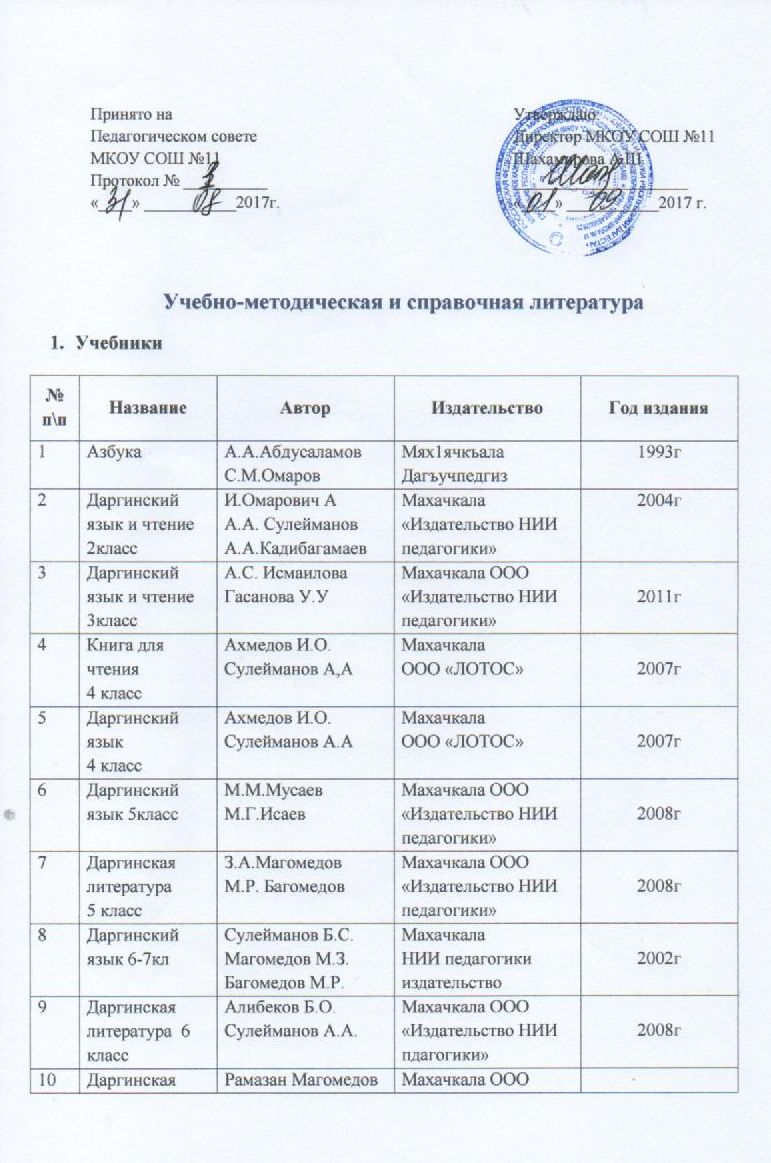 Принято на
Педагогическом совете
МКОУ СОШ №11
Протокол № 3
«31» 08 2017г.
Утверждаю
Директор МКОУ СОШ №11
Шахамирова А.Ш
«01» 09 2017 г.
Учебно-методическая и справочная литература
1. Учебники
№ Название Автор Издательство Год издания
п\п
1 Азбука А.А.Абдусаламов Мях1ячкъала 1993г
С.М.Омаров Дагъучпедгиз
2 Даргинский И.Омарович А Махачкала 2004г
язык и чтение А.А. Сулейманов «Издательство НИИ
2класс А.А.Кадибагамаев педагогики»
3 Даргинский А.С. Исмаилова Махачкала ООО
язык и чтение Гасанова У.У «Издательство НИИ 2011г
3класс педагогики»
4 Книга для Ахмедов И.О. Махачкала
чтения Сулейманов А,А ООО «ЛОТОС» 2007г
4 класс
5 Даргинский Ахмедов И.О. Махачкала
язык Сулейманов А.А ООО «ЛОТОС» 2007г
4 класс
6 Даргинский М.М.Мусаев Махачкала ООО
язык 5класс М.Г.Исаев «Издательство НИИ 2008г
педагогики»
7 Даргинская З.А.Магомедов Махачкала ООО
литература М.Р. Багомедов «Издательство НИИ 2008г
5 класс педагогики»
8 Даргинский Сулейманов Б.С. Махачкала
язык 6-7кл Магомедов М.З. НИИ педагогики 2002г
Багомедов М.Р. издательство
9 Даргинская Алибеков Б.О. Махачкала ООО
литература 6 Сулейманов А.А. «Издательство НИИ 2008г
класс пдагогики»
10 Даргинская Рамазан Магомедов Махачкала ООО